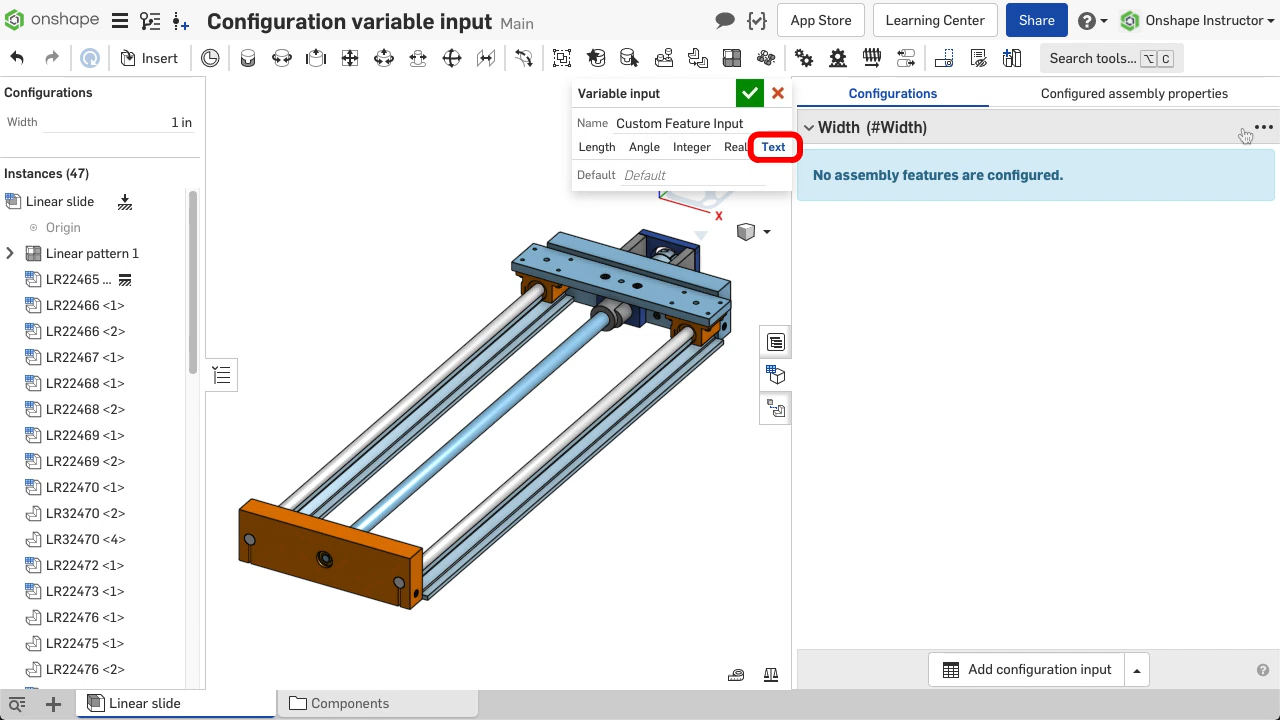 onshape
Configuration variable input Main
App Store
Learning Center
Share
Onshape Instructor
Insert
Search tools... ⌥ C
Configurations
Width 1 in
Instances (47)
Linear slide
Origin
Linear pattern 1
LR22465 ...
LR22466 <1>
LR22466 <2>
LR22467 <1>
LR22468 <1>
LR22468 <2>
LR22469 <1>
LR22469 <2>
LR22470 <1>
LR32470 <2>
LR32470 <4>
LR22472 <1>
LR22473 <1>
LR22476 <1>
LR22475 <1>
LR22476 <2>
Variable input
Name Custom Feature Input
Length Angle Integer Real Text
Default Default
X
Configurations
Configured assembly properties
Width (#Width)
No assembly features are configured.
Add configuration input
Linear slide
Components